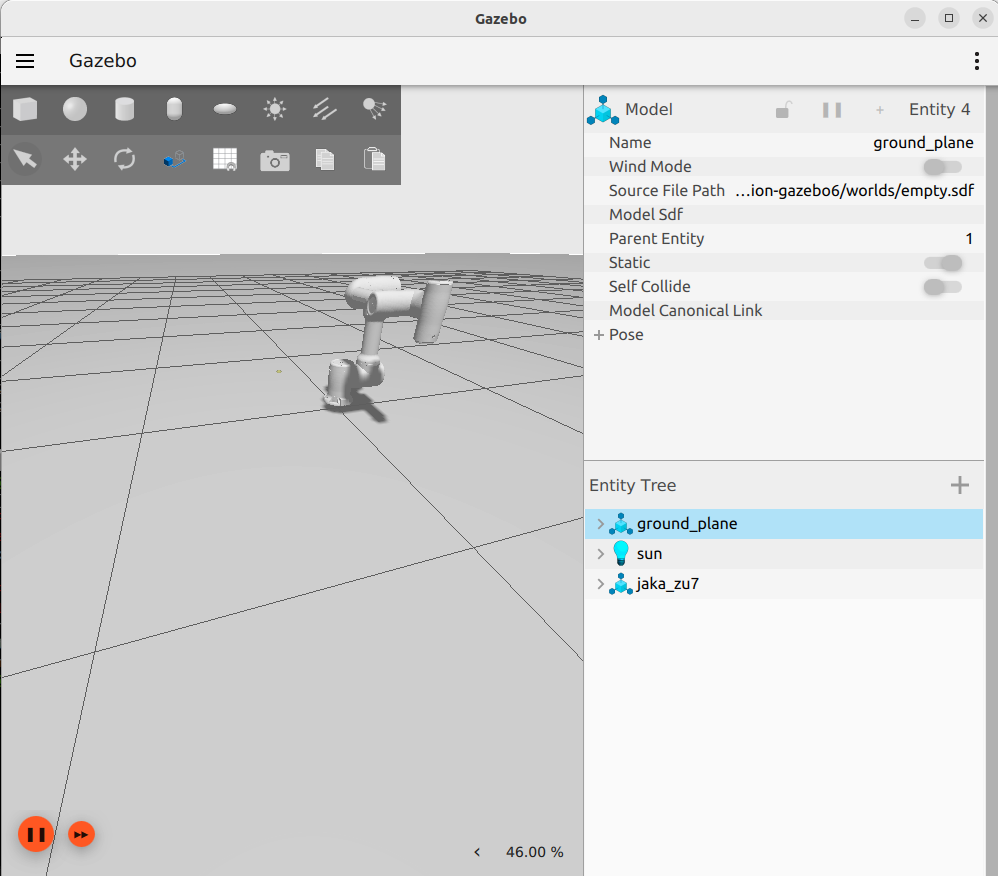 Gazebo
Gazebo
Model Entity 4
Name ground_plane
Wind Mode
Source File Path ...ion-gazebo6/worlds/empty.sdf
Model Sdf
Parent Entity 1
Static
Self Collide
Model Canonical Link
+ Pose
Entity Tree
ground_plane
sun
jaka_zu7
46.00 %